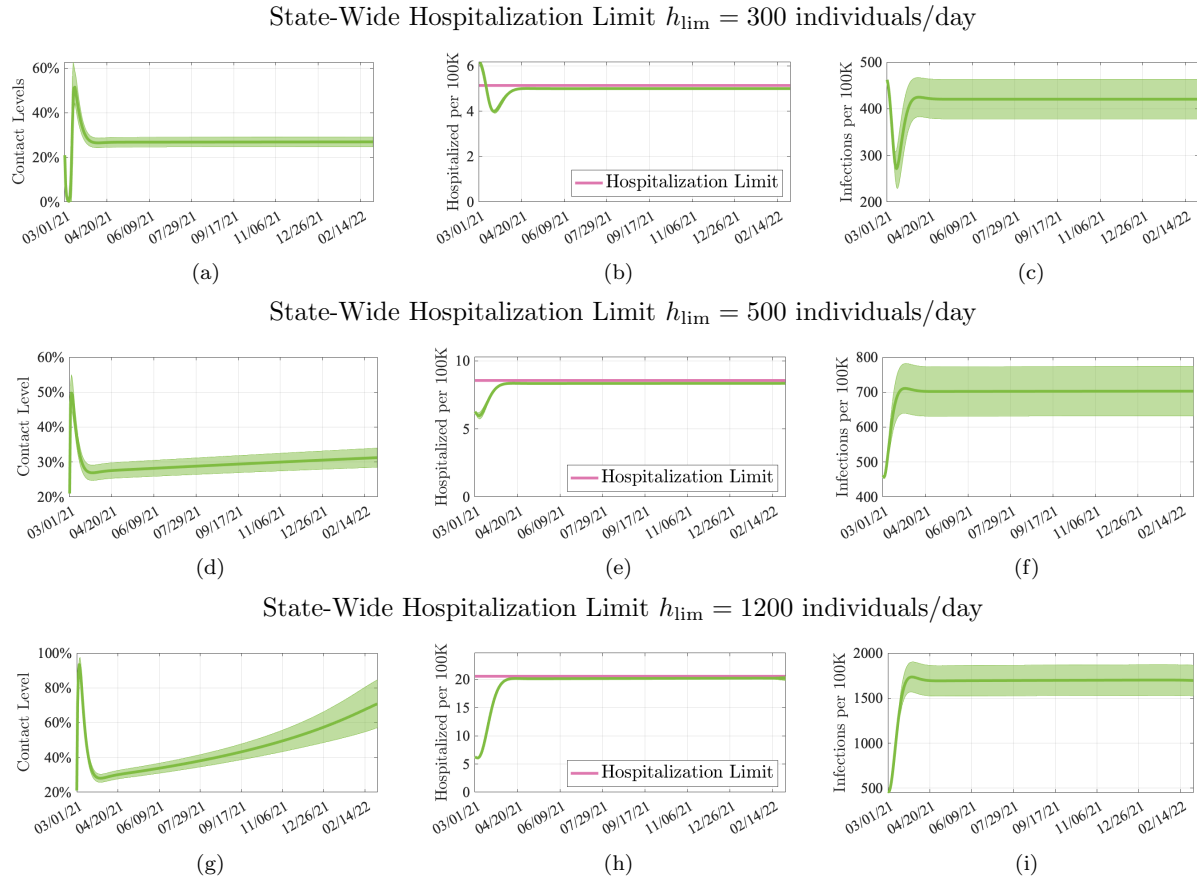 State-Wide Hospitalization Limit h_lim = 300 individuals/day
Contact Levels
60%
40%
20%
0%
03/01/21 04/20/21 06/09/21 07/29/21 09/17/21 11/06/21 12/26/21 02/14/22
(a)
Hospitalized per 100K
6
4
2
0
Hospitalization Limit
03/01/21 04/20/21 06/09/21 07/29/21 09/17/21 11/06/21 12/26/21 02/14/22
(b)
Infections per 100K
500
400
300
200
03/01/21 04/20/21 06/09/21 07/29/21 09/17/21 11/06/21 12/26/21 02/14/22
(c)
State-Wide Hospitalization Limit h_lim = 500 individuals/day
Contact Level
60%
50%
40%
30%
20%
03/01/21 04/20/21 06/09/21 07/29/21 09/17/21 11/06/21 12/26/21 02/14/22
(d)
Hospitalized per 100K
10
5
0
Hospitalization Limit
03/01/21 04/20/21 06/09/21 07/29/21 09/17/21 11/06/21 12/26/21 02/14/22
(e)
Infections per 100K
800
700
600
500
400
03/01/21 04/20/21 06/09/21 07/29/21 09/17/21 11/06/21 12/26/21 02/14/22
(f)
State-Wide Hospitalization Limit h_lim = 1200 individuals/day
Contact Level
100%
80%
60%
40%
20%
03/01/21 04/20/21 06/09/21 07/29/21 09/17/21 11/06/21 12/26/21 02/14/22
(g)
Hospitalized per 100K
20
15
10
5
0
Hospitalization Limit
03/01/21 04/20/21 06/09/21 07/29/21 09/17/21 11/06/21 12/26/21 02/14/22
(h)
Infections per 100K
2000
1500
1000
500
03/01/21 04/20/21 06/09/21 07/29/21 09/17/21 11/06/21 12/26/21 02/14/22
(i)